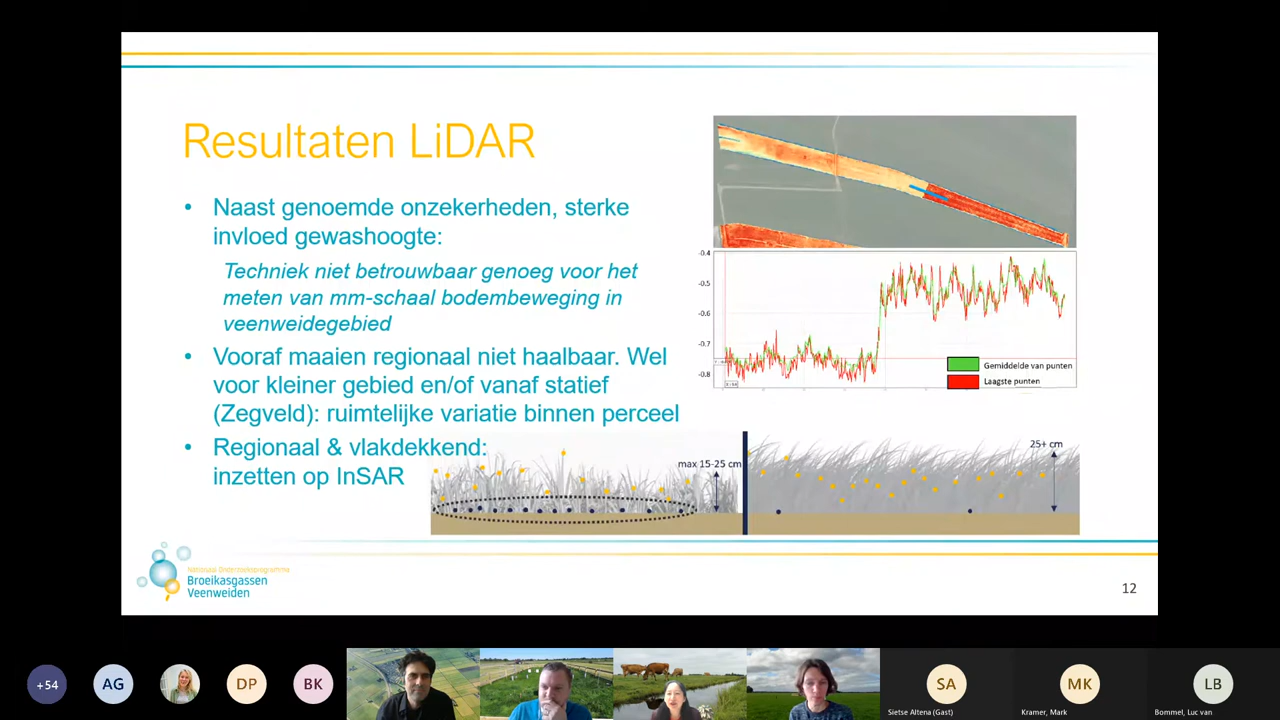 Resultaten LiDAR
• Naast genoemde onzekerheden, sterke
invloed gewashoogte:
Techniek niet betrouwbaar genoeg voor het
meten van mm-schaal bodembeweging in
veenweidegebied
• Vooraf maaien regionaal niet haalbaar. Wel
voor kleiner gebied en/of vanaf statief
(Zegveld): ruimtelijke variatie binnen perceel
• Regionaal & vlakdekkend:
inzetten op InSAR
-0.4
-0.5
-0.6
-0.7
-0.8
Gemiddelde van punten
Laagste punten
max 15-25 cm
25+ cm
Nationaal Onderzoeksprogramma
Broeikasgassen
Veenweiden
12
+54
AG
DP
BK
SA
MK
LB
Sietse Altena (Gast)
Kramer, Mark
Bommel, Luc van